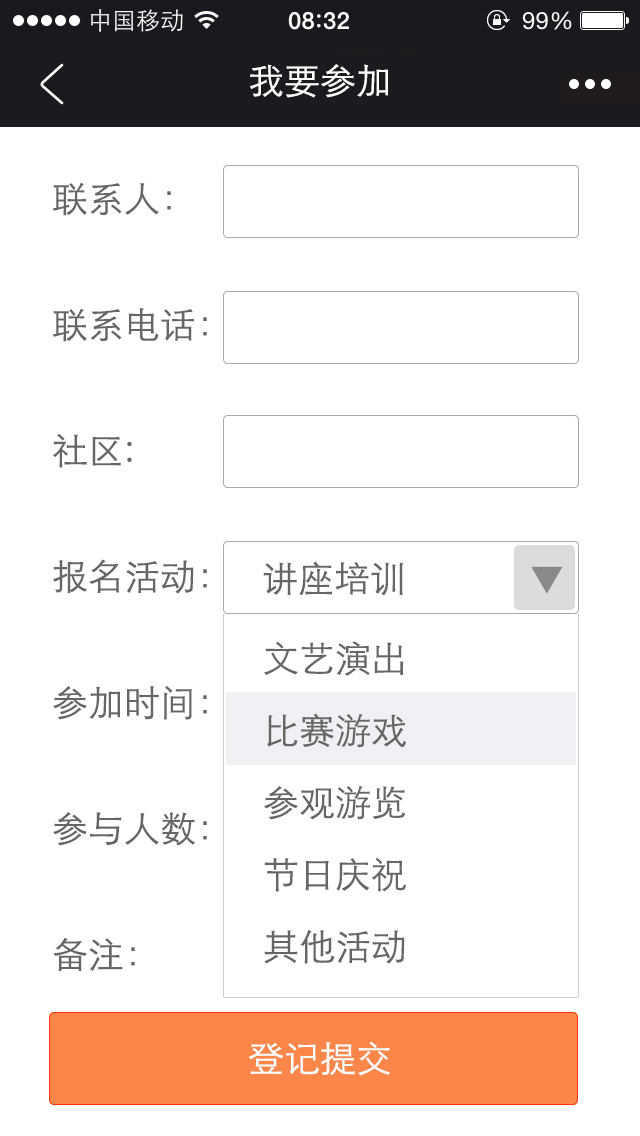 中国移动 08:32 99%
我要参加
联系人：
联系电话：
社区：
报名活动： 讲座培训
文艺演出
参加时间：
比赛游戏
参观游览
参与人数：
节日庆祝
备注： 其他活动
登记提交